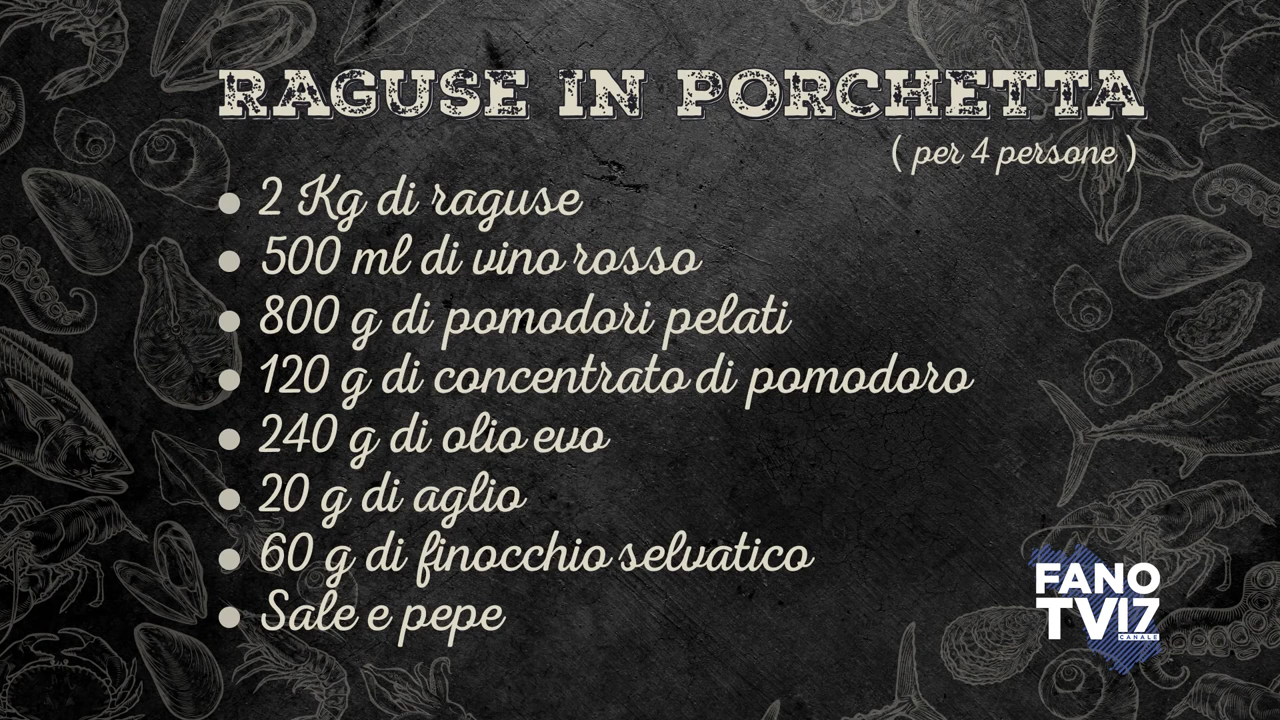 RAGUSE IN PORCHETTA
( per 4 persone )
• 2 Kg di raguse
• 500 ml di vino rosso
• 800 g di pomodori pelati
• 120 g di concentrato di pomodoro
• 240 g di olio evo
• 20 g di aglio
• 60 g di finocchio selvatico
• Sale e pepe
FANO
TV17
CANALE